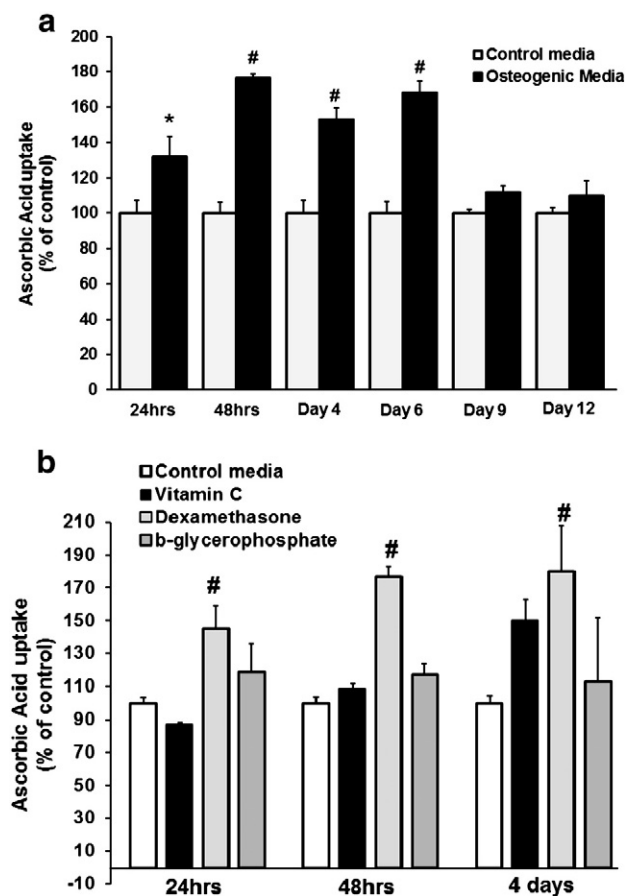 a
200
180
160
140
120
100
80
60
40
20
0
Ascorbic Acid uptake
(% of control)
Control media
Osteogenic Media
*
#
#
#
24hrs 48hrs Day 4 Day 6 Day 9 Day 12
b
Control media
Vitamin C
Dexamethasone
b-glycerophosphate
210
190
170
150
130
110
90
70
50
30
10
-10
Ascorbic Acid uptake
(% of control)
#
#
#
24hrs 48hrs 4 days